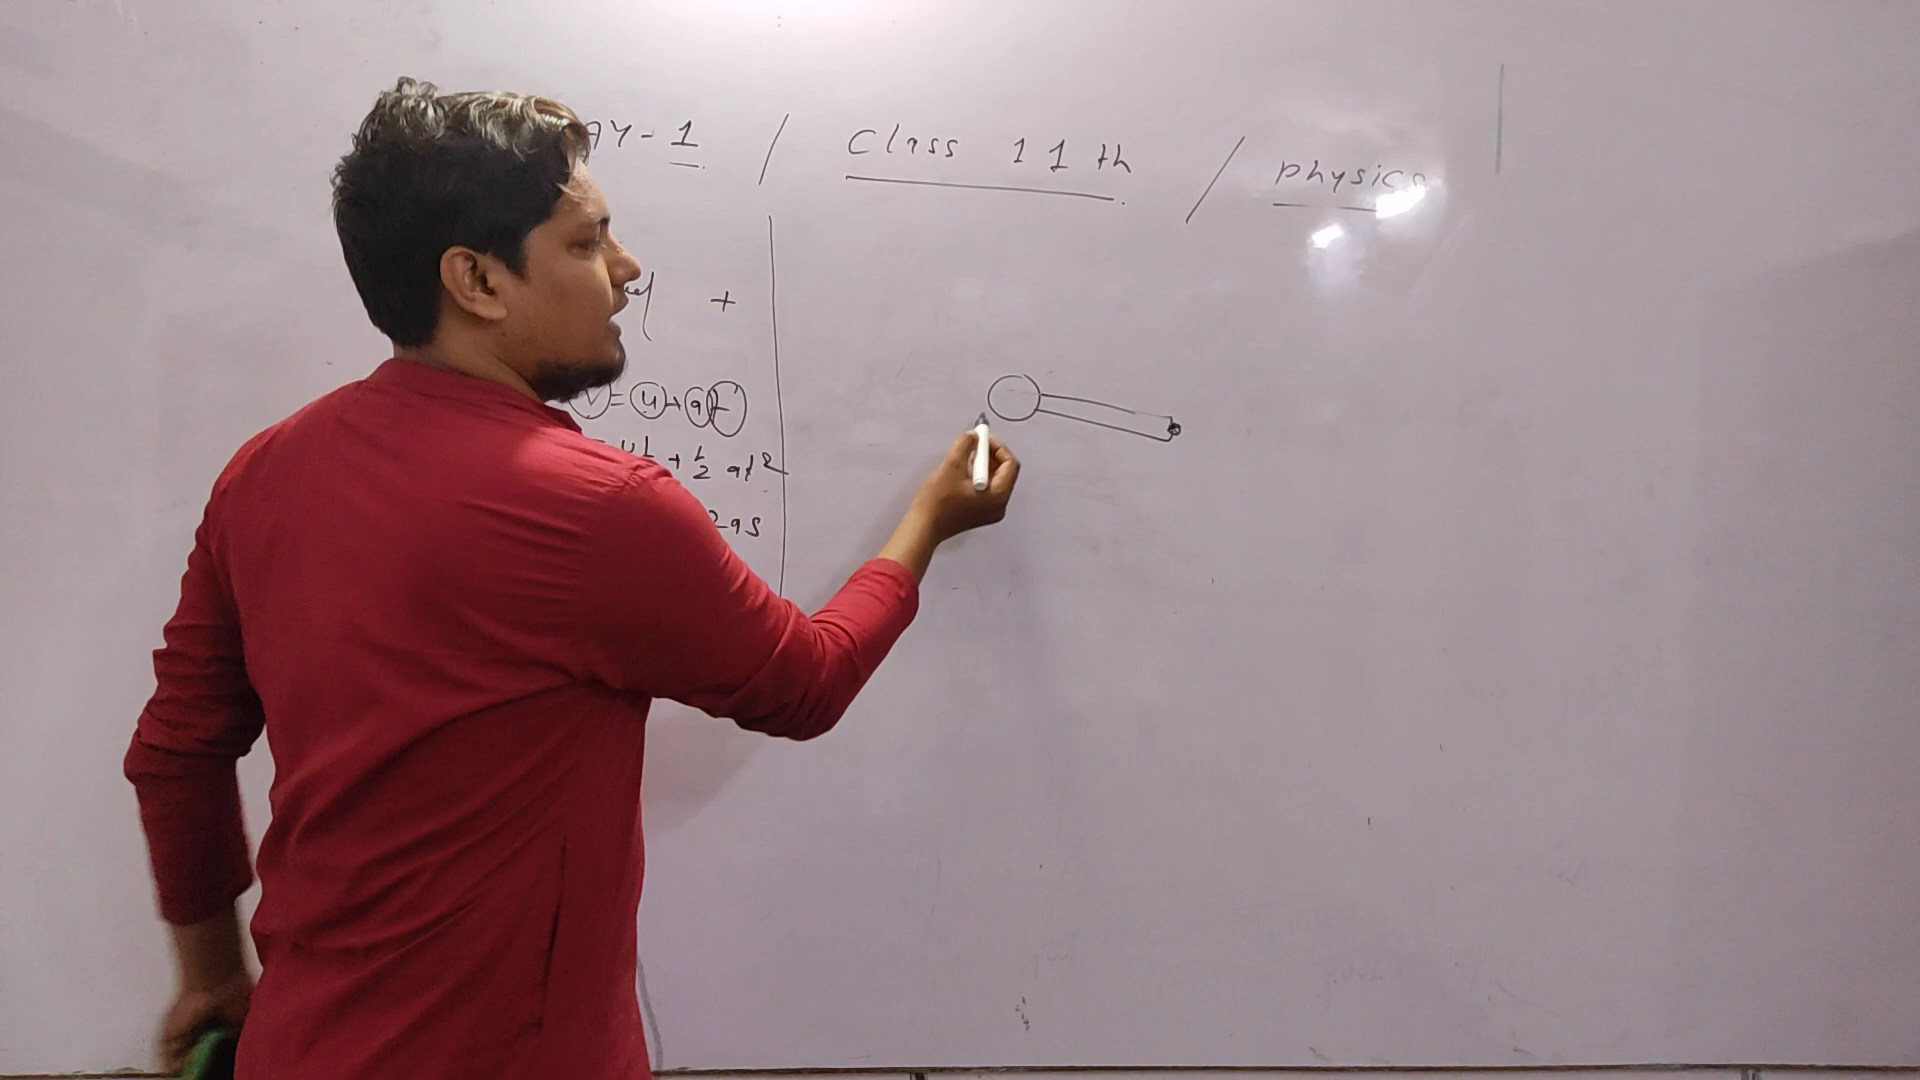 AY-1 / Class 11th / Physics
+
V = u + at
= ut + 1/2 at²
2as